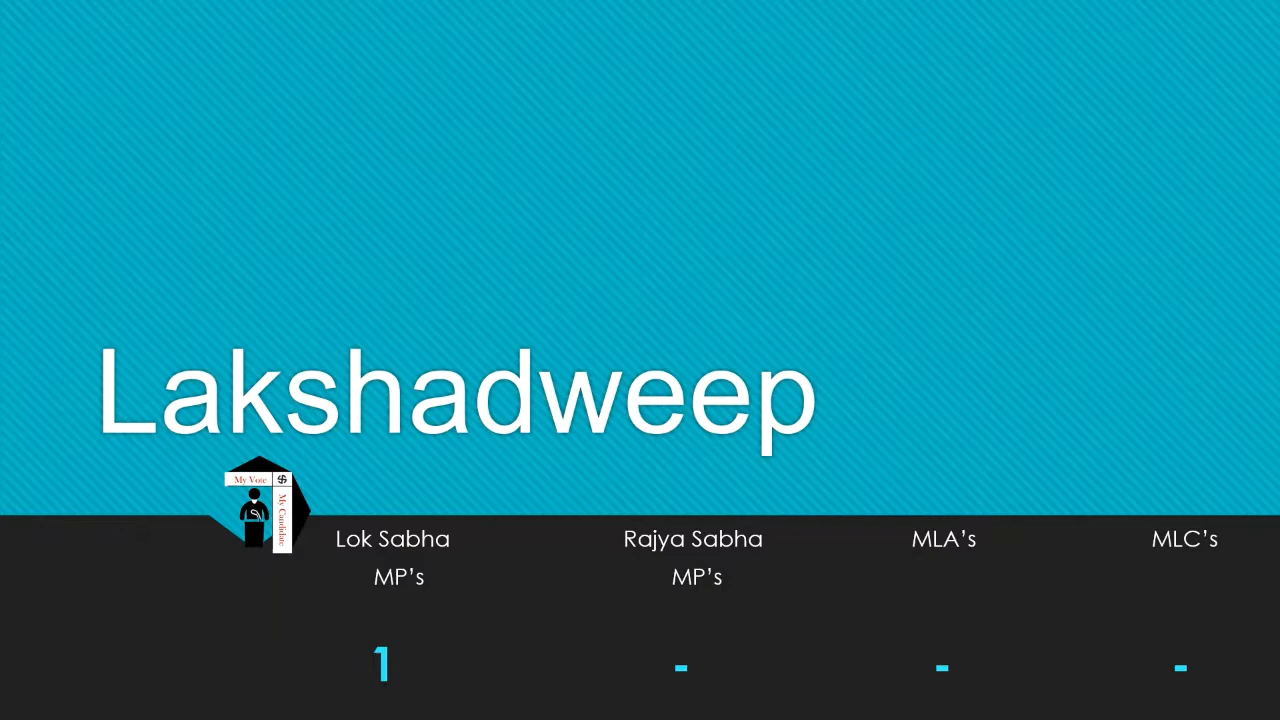 Lakshadweep
My Vote
My Candidate
Lok Sabha Rajya Sabha MLA’s MLC’s
MP’s MP’s
1 - - -